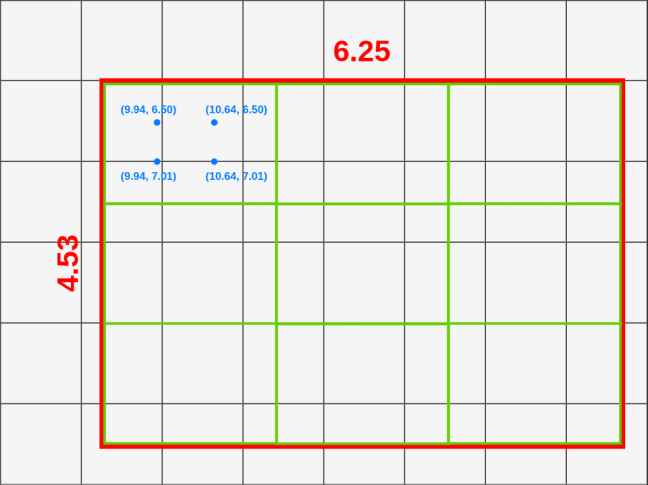 6.25
(9.94, 6.50) (10.64, 6.50)
(9.94, 7.01) (10.64, 7.01)
4.53